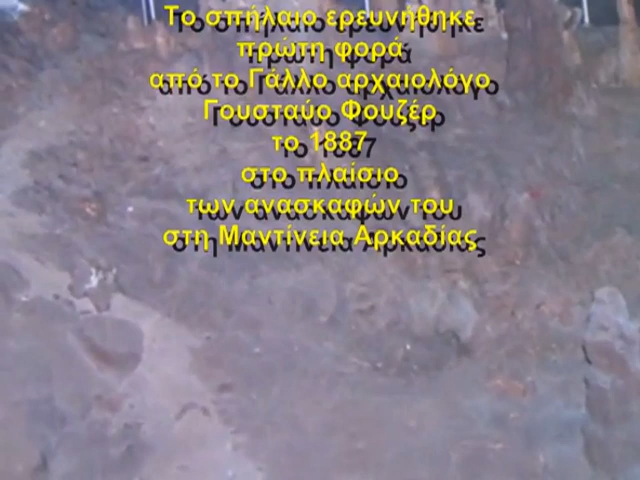 Το σπήλαιο ερευνήθηκε
πρώτη φορά
από το Γάλλο αρχαιολόγο
Γουσταύο Φουζέρ
το 1887
στο πλαίσιο
των ανασκαφών του
στη Μαντίνεια Αρκαδίας